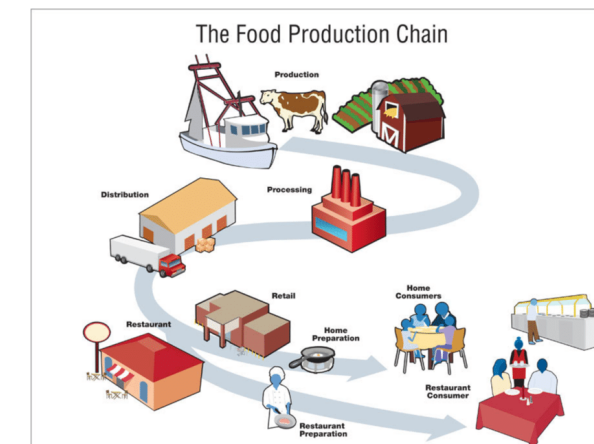 The Food Production Chain
Production
Distribution
Processing
Retail
Restaurant
Home
Consumers
Home
Preparation
Restaurant
Consumer
Restaurant
Preparation